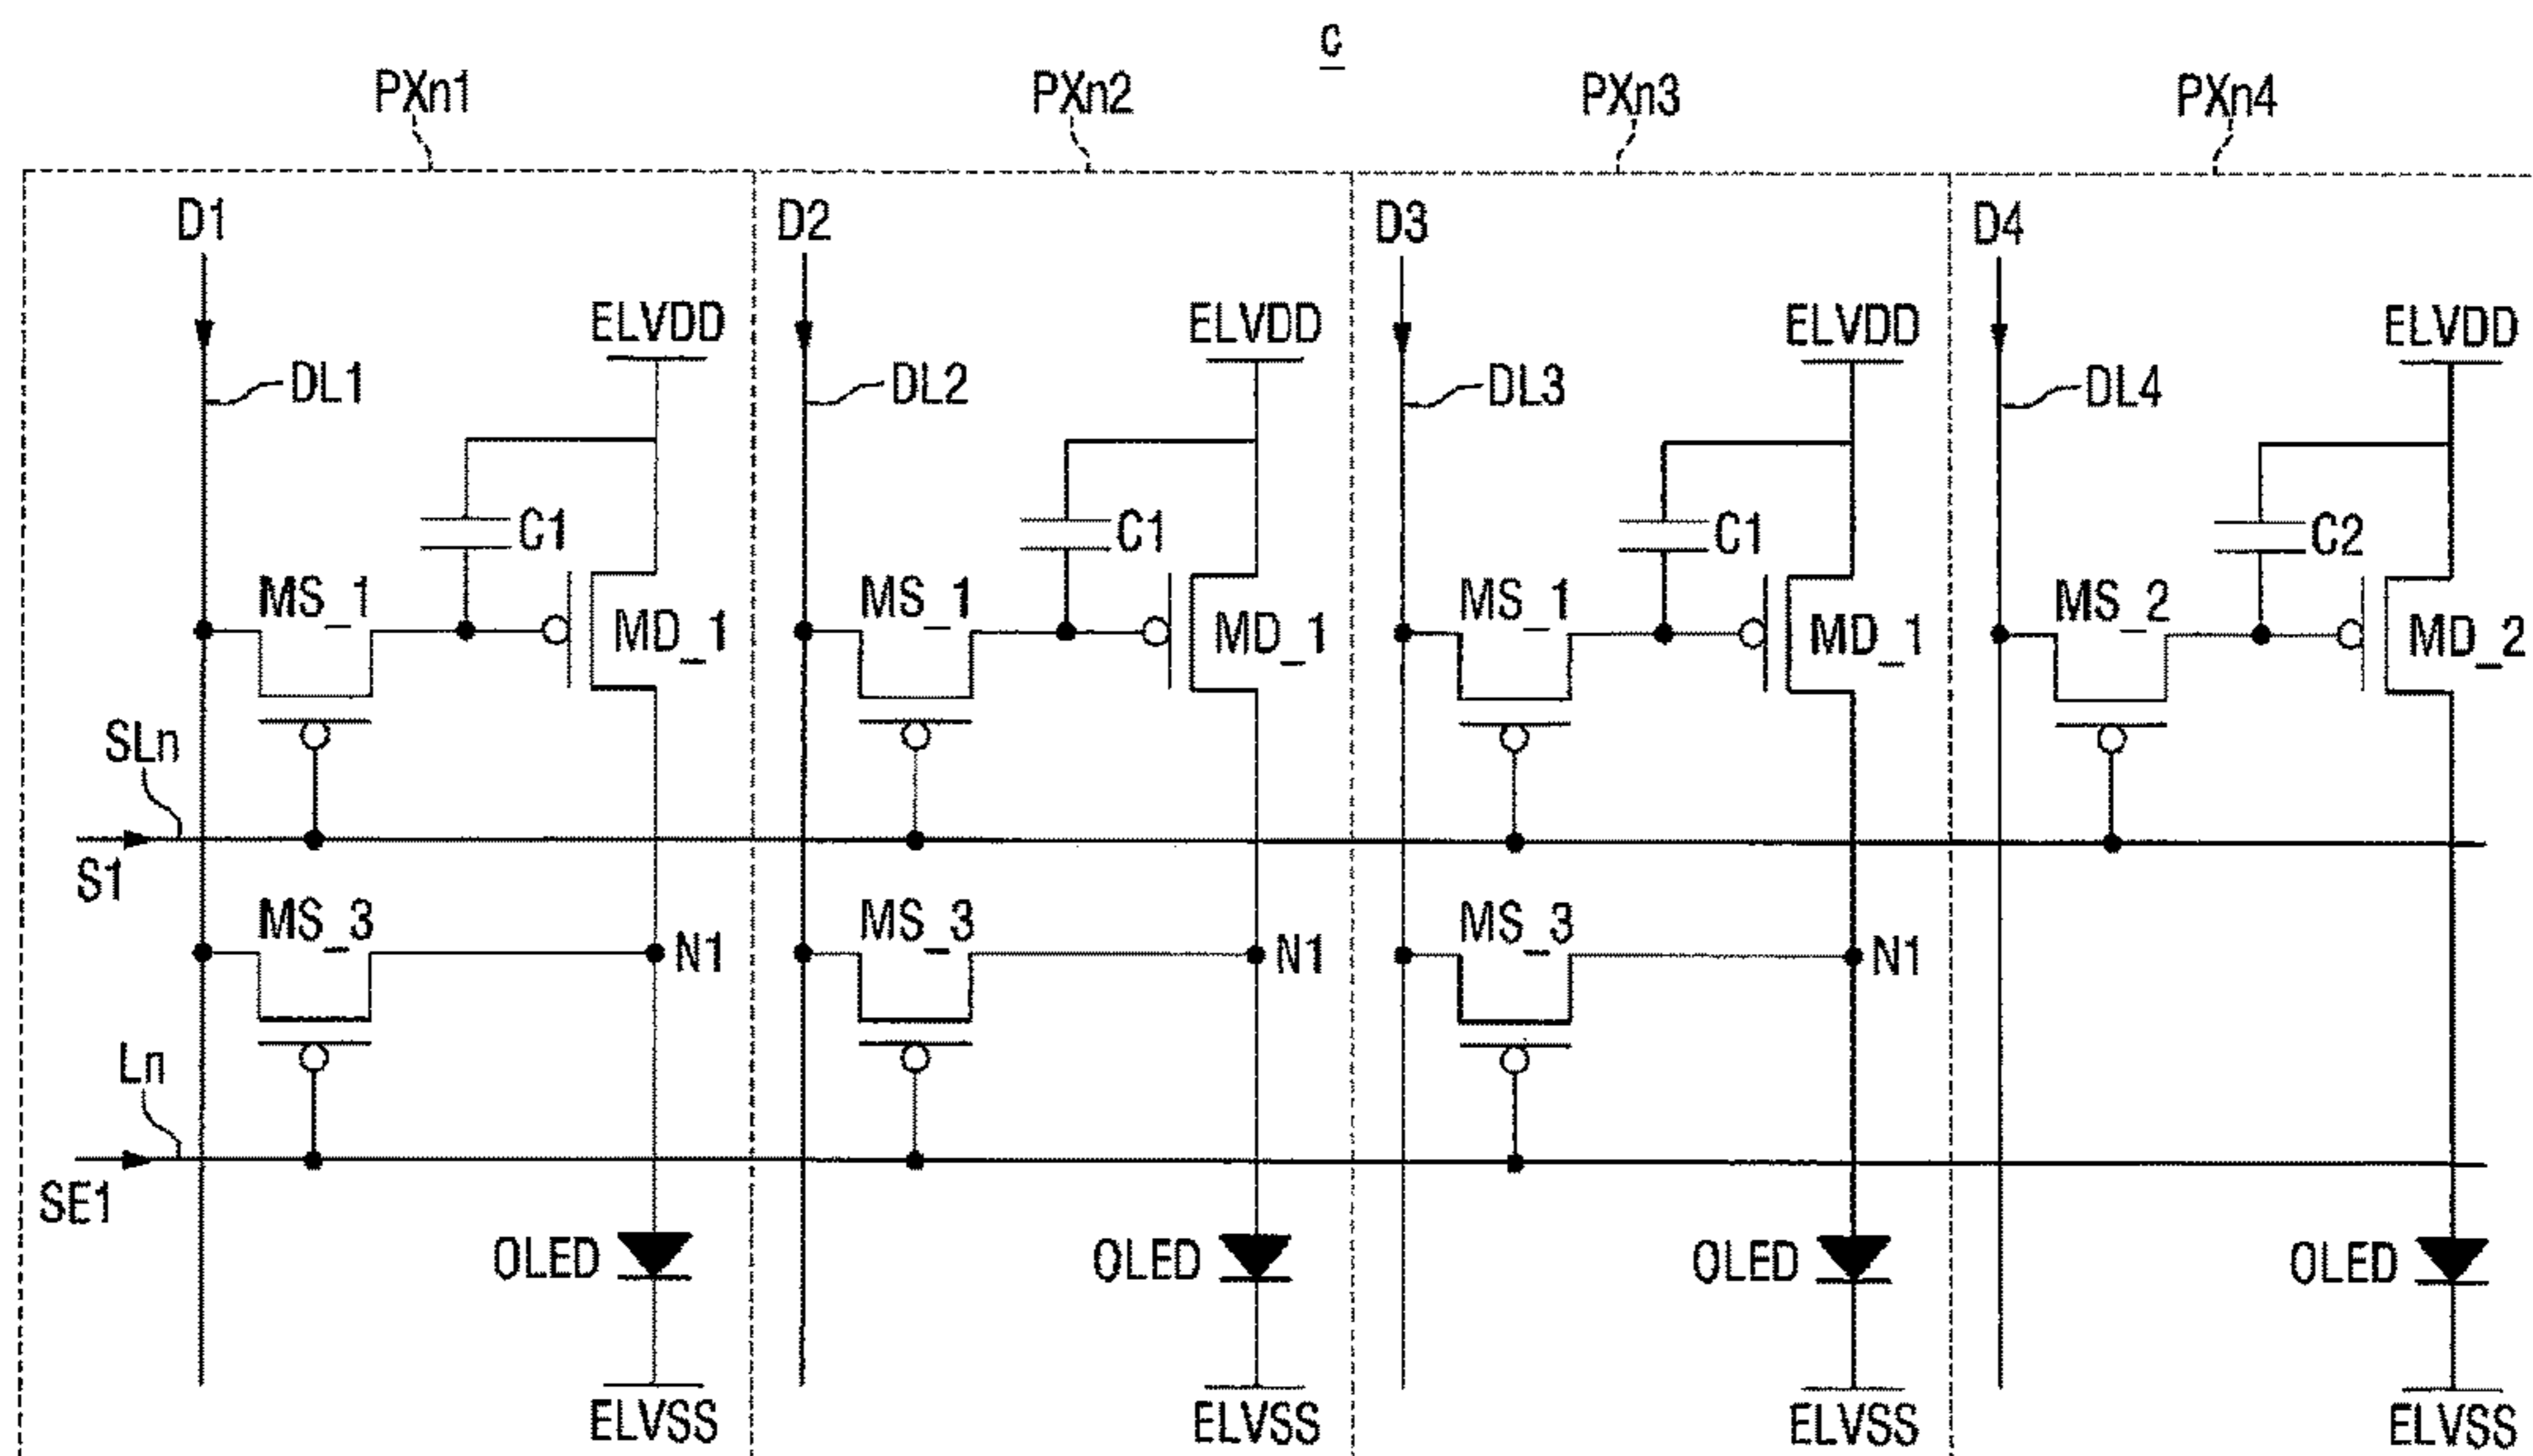 C
PXn1 PXn2 PXn3 PXn4
D1 D2 D3 D4
ELVDD ELVDD ELVDD ELVDD
DL1 DL2 DL3 DL4
C1 C1 C1 C2
MS_1 MD_1 MS_1 MD_1 MS_1 MD_1 MS_2 MD_2
SLn
S1
MS_3 N1 MS_3 N1 MS_3 N1
Ln
SE1
OLED OLED OLED OLED
ELVSS ELVSS ELVSS ELVSS